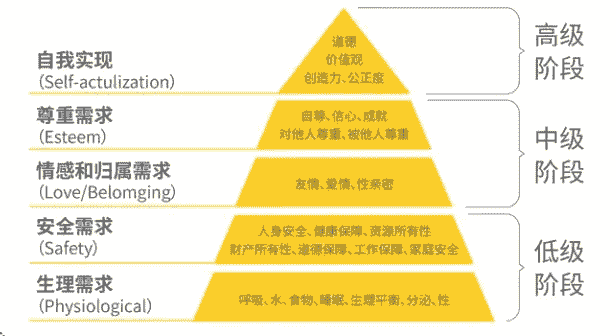 道德
价值观
创造力、公正度
自我实现
(Self-actulization)
高级
阶段
自尊、信心、成就
对他人尊重、被他人尊重
尊重需求
(Esteem)
中级
阶段
友情、爱情、性亲密
情感和归属需求
(Love/Belomging)
人身安全、健康保障、资源所有性
财产所有性、道德保障、工作保障、家庭安全
安全需求
(Safety)
低级
阶段
呼吸、水、食物、睡眠、生理平衡、分泌、性
生理需求
(Physiological)